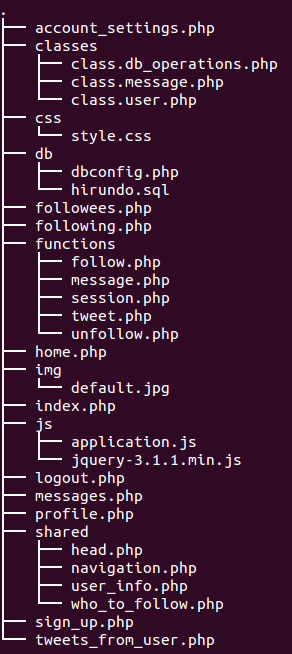 .
├── account_settings.php
├── classes
│   ├── class.db_operations.php
│   ├── class.message.php
│   └── class.user.php
├── css
│   └── style.css
├── db
│   ├── dbconfig.php
│   └── hirundo.sql
├── followees.php
├── following.php
├── functions
│   ├── follow.php
│   ├── message.php
│   ├── session.php
│   ├── tweet.php
│   └── unfollow.php
├── home.php
├── img
│   └── default.jpg
├── index.php
├── js
│   ├── application.js
│   └── jquery-3.1.1.min.js
├── logout.php
├── messages.php
├── profile.php
├── shared
│   ├── head.php
│   ├── navigation.php
│   ├── user_info.php
│   └── who_to_follow.php
├── sign_up.php
└── tweets_from_user.php